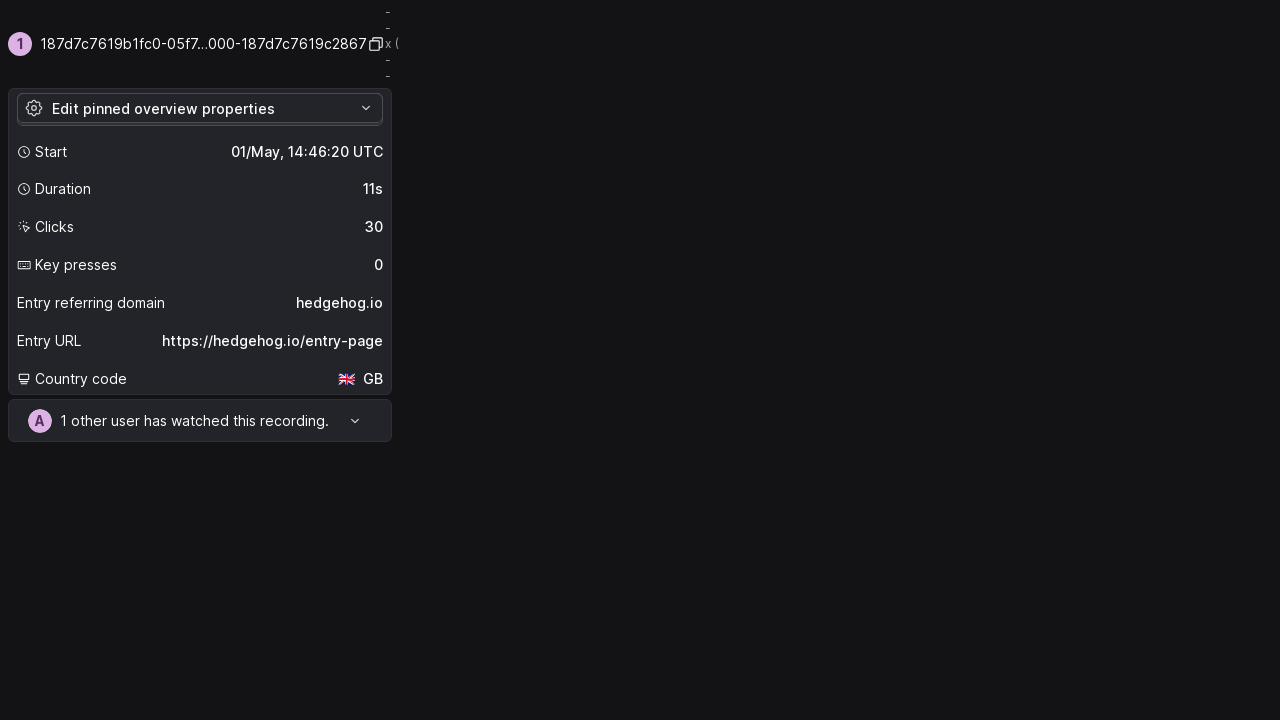 1 187d7c7619b1fc0-05f7…000-187d7c7619c2867
-
-
x (
-
-
Edit pinned overview properties
Start 01/May, 14:46:20 UTC
Duration 11s
Clicks 30
Key presses 0
Entry referring domain hedgehog.io
Entry URL https://hedgehog.io/entry-page
Country code 🇬🇧 GB
A 1 other user has watched this recording.